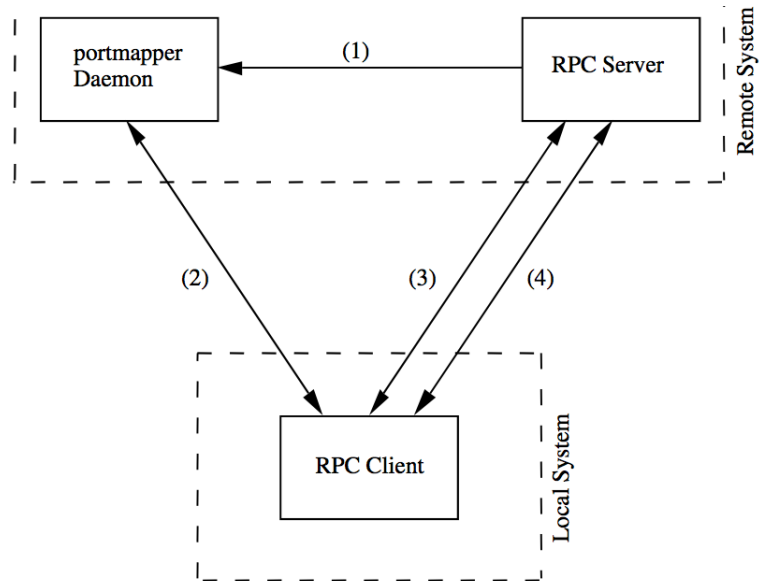 portmapper
Daemon
(1)
RPC Server
Remote System
(2)
(3)
(4)
RPC Client
Local System